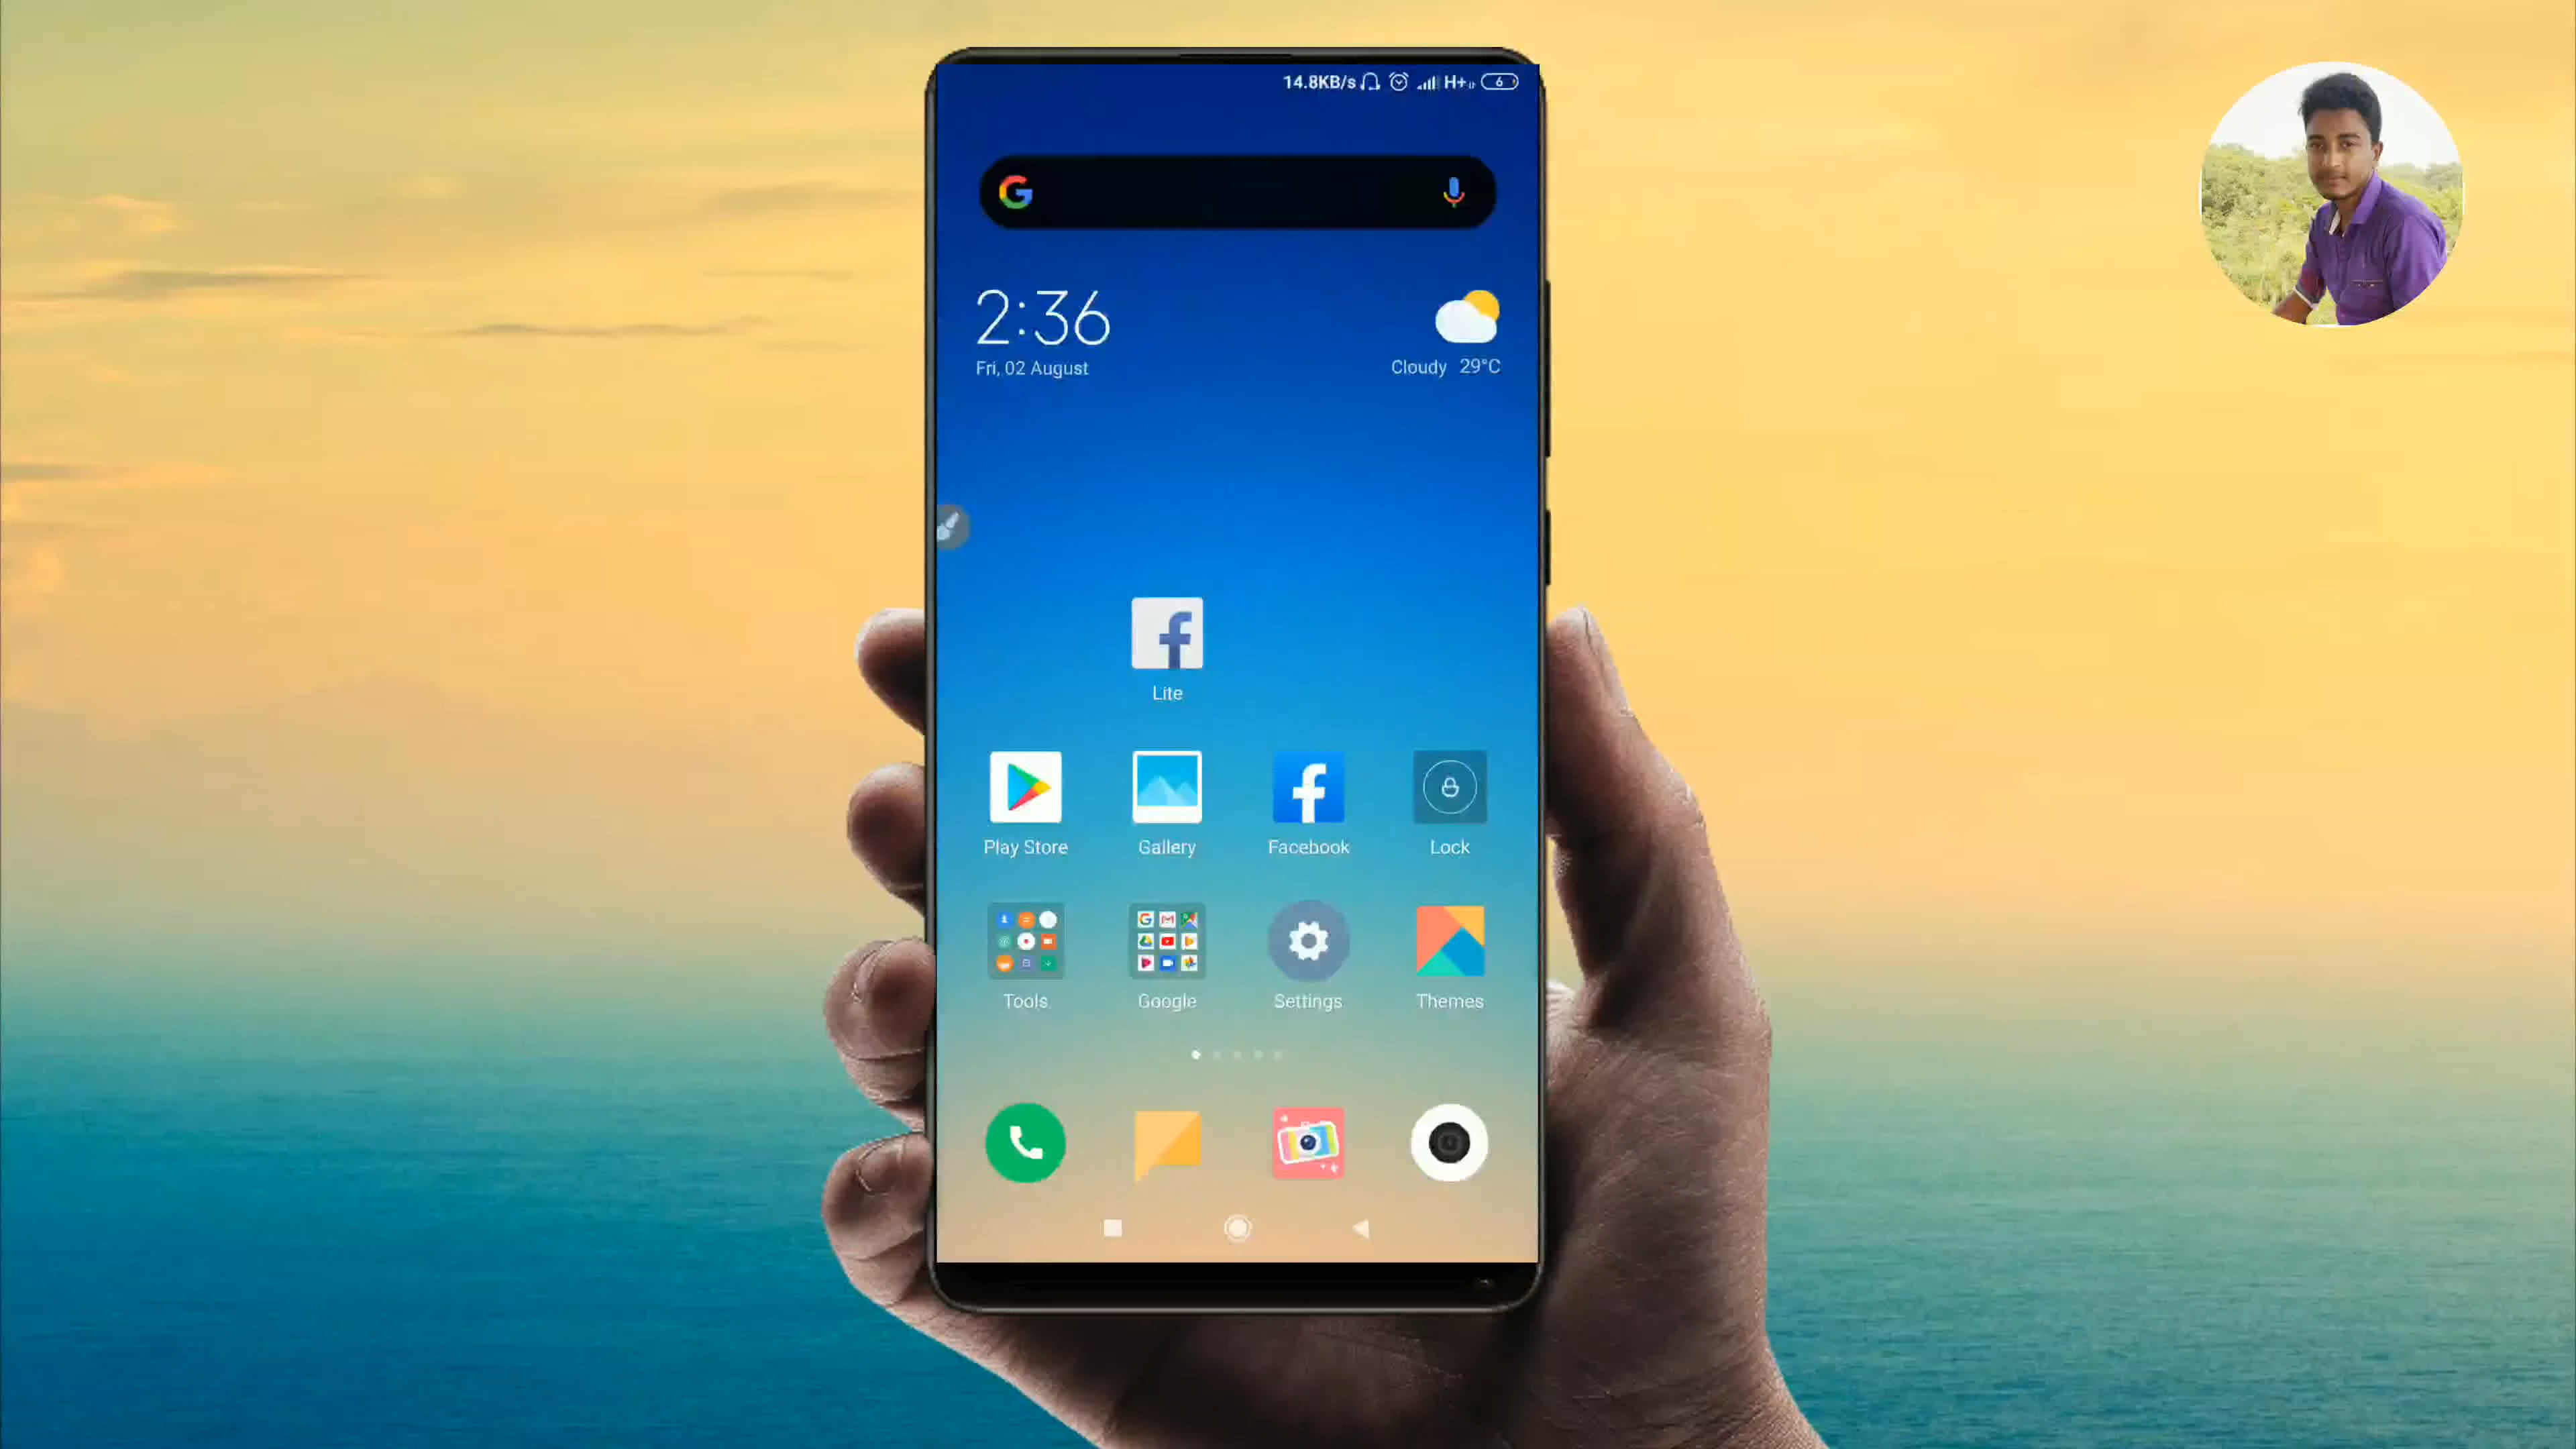 14.8KB/s H+ 6
2:36
Fri, 02 August
Cloudy 29°C
Lite
Play Store Gallery Facebook Lock
Tools Google Settings Themes